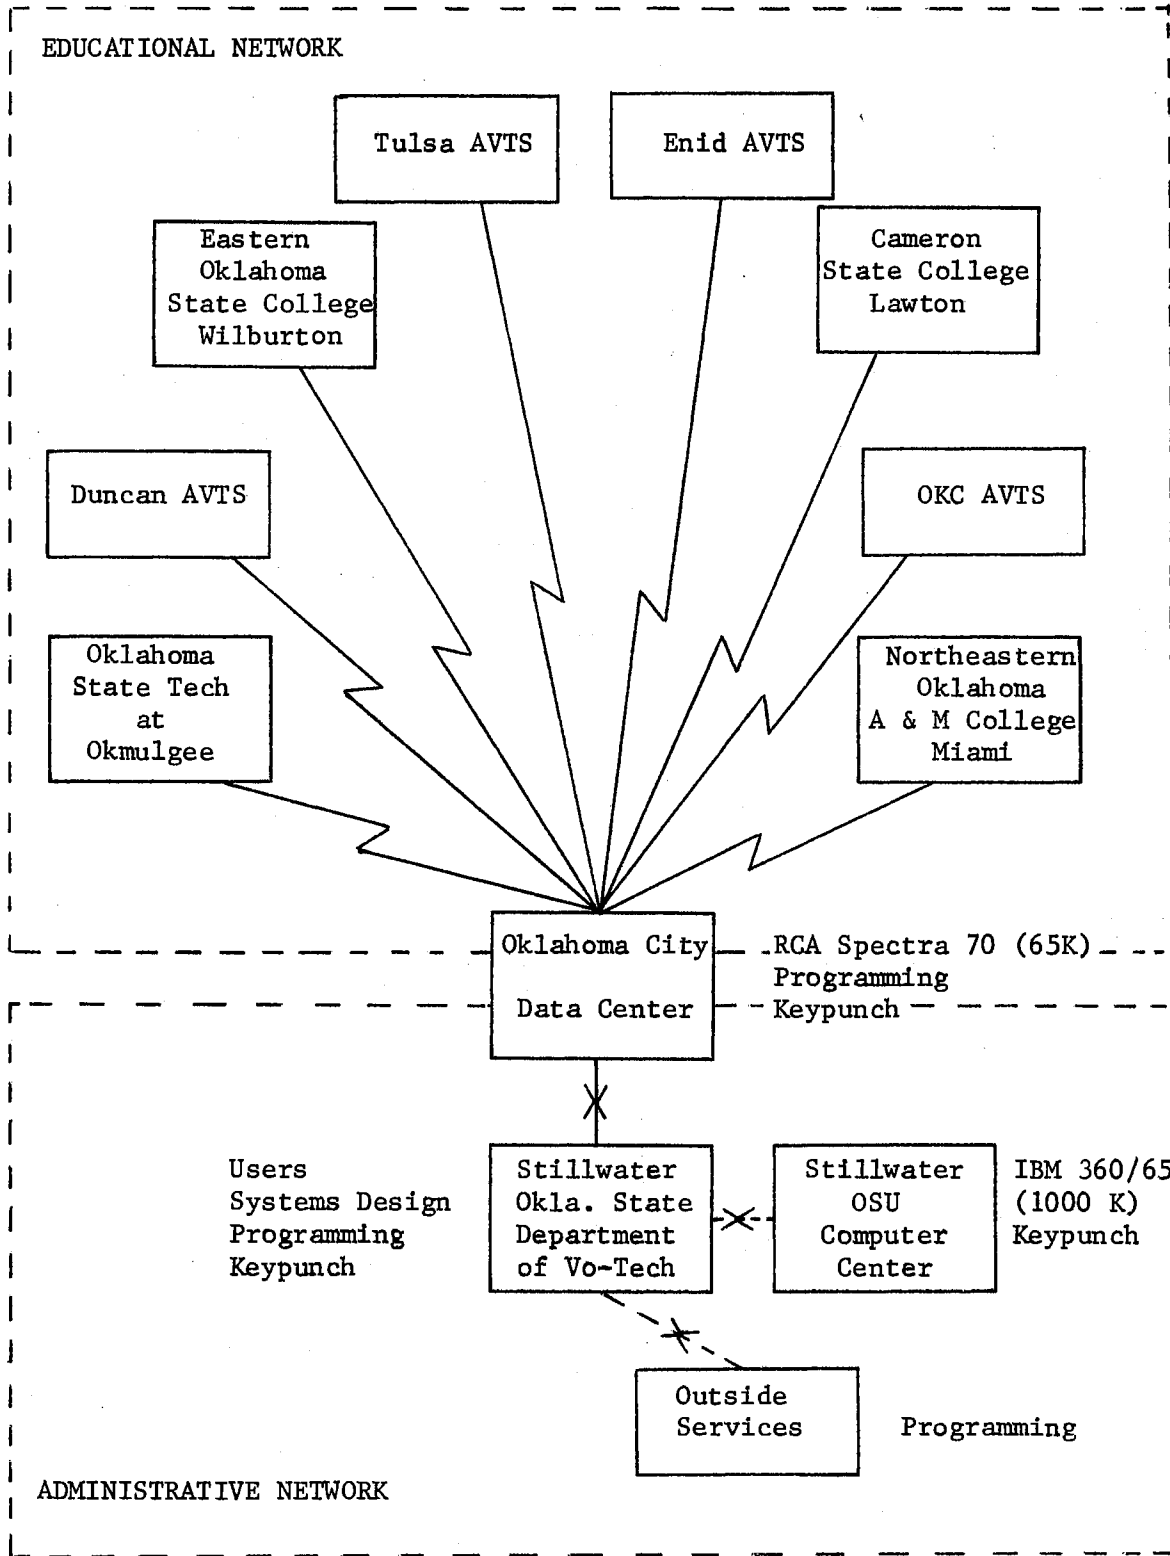 EDUCATIONAL NETWORK
Tulsa AVTS
Enid AVTS
Eastern
Oklahoma
State College
Wilburton
Cameron
State College
Lawton
Duncan AVTS
OKC AVTS
Oklahoma
State Tech
at
Okmulgee
Northeastern
Oklahoma
A & M College
Miami
Oklahoma City
Data Center
RCA Spectra 70 (65K)
Programming
Keypunch
Users
Systems Design
Programming
Keypunch
Stillwater
Okla. State
Department
of Vo-Tech
Stillwater
OSU
Computer
Center
IBM 360/65
(1000 K)
Keypunch
Outside
Services
Programming
ADMINISTRATIVE NETWORK